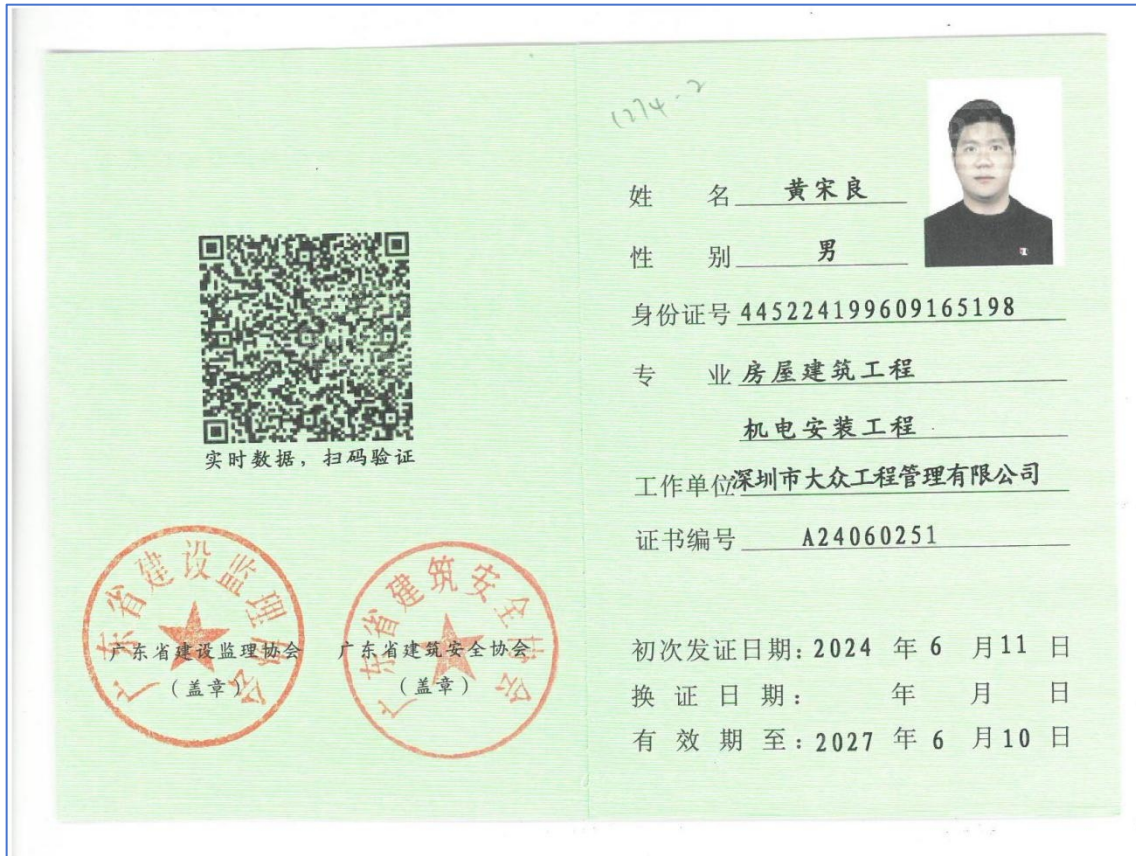 实时数据，扫码验证
广东省建设监理协会
广东省建设监理协会
（盖章）
广东省建筑安全协会
广东省建筑安全协会
（盖章）
1274-2
姓 名 黄宋良
性 别 男
身份证号 445224199609165198
专 业 房屋建筑工程
机电安装工程
工作单位 深圳市大众工程管理有限公司
证书编号 A24060251
初次发证日期：2024 年 6 月 11 日
换 证 日 期： 年 月 日
有 效 期 至：2027 年 6 月 10 日